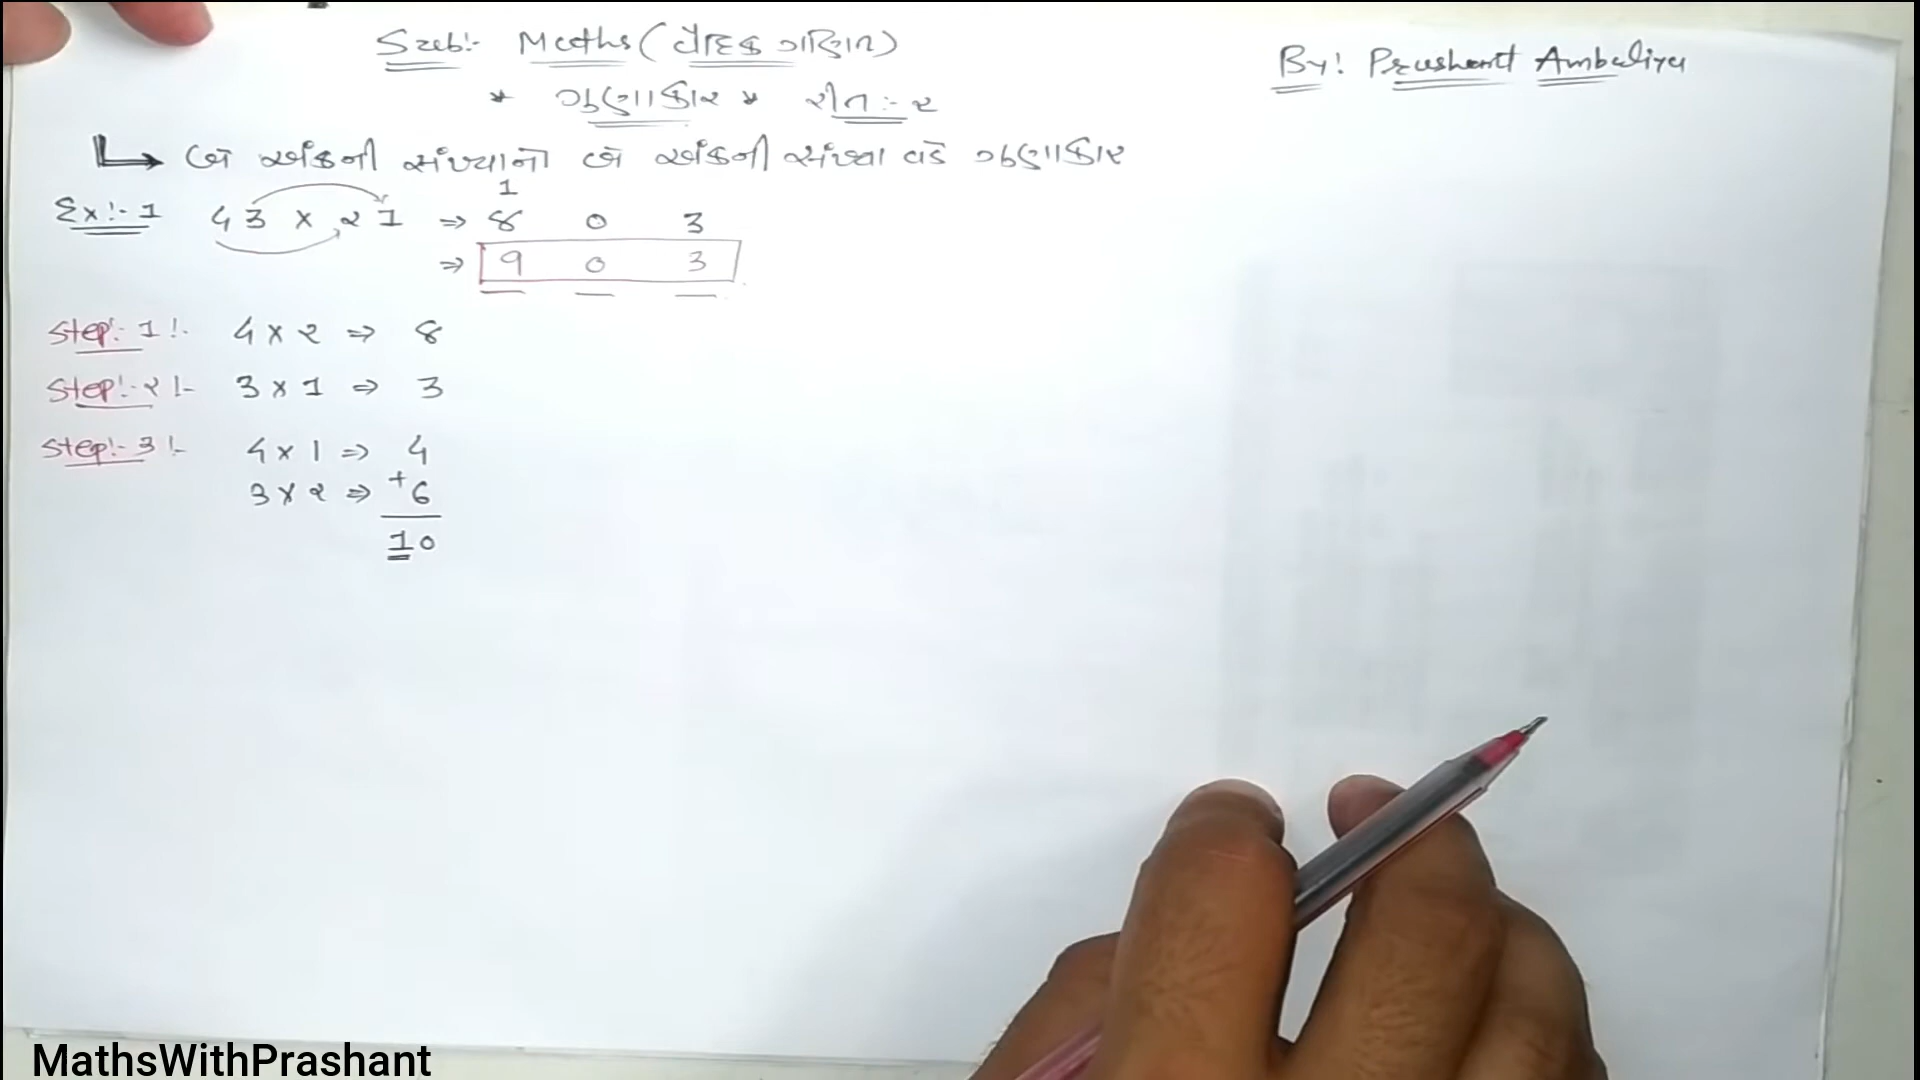 Sub:- Maths (વૈદિક ગણિત)
* ગુણાકાર * રીત:- ૨
By: Prashant Ambaliya
બે અંકની સંખ્યાનો બે અંકની સંખ્યા વડે ગુણાકાર
1
Ex:- 1 43 × ૨1 ⇒ 8 0 3
⇒ 9 0 3
Step:- 1 :- 4 × ૨ ⇒ 8
Step:- ૨ :- 3 × 1 ⇒ 3
Step:- 3 :- 4 × 1 ⇒ 4
3 × ૨ ⇒ +6
10
MathsWithPrashant